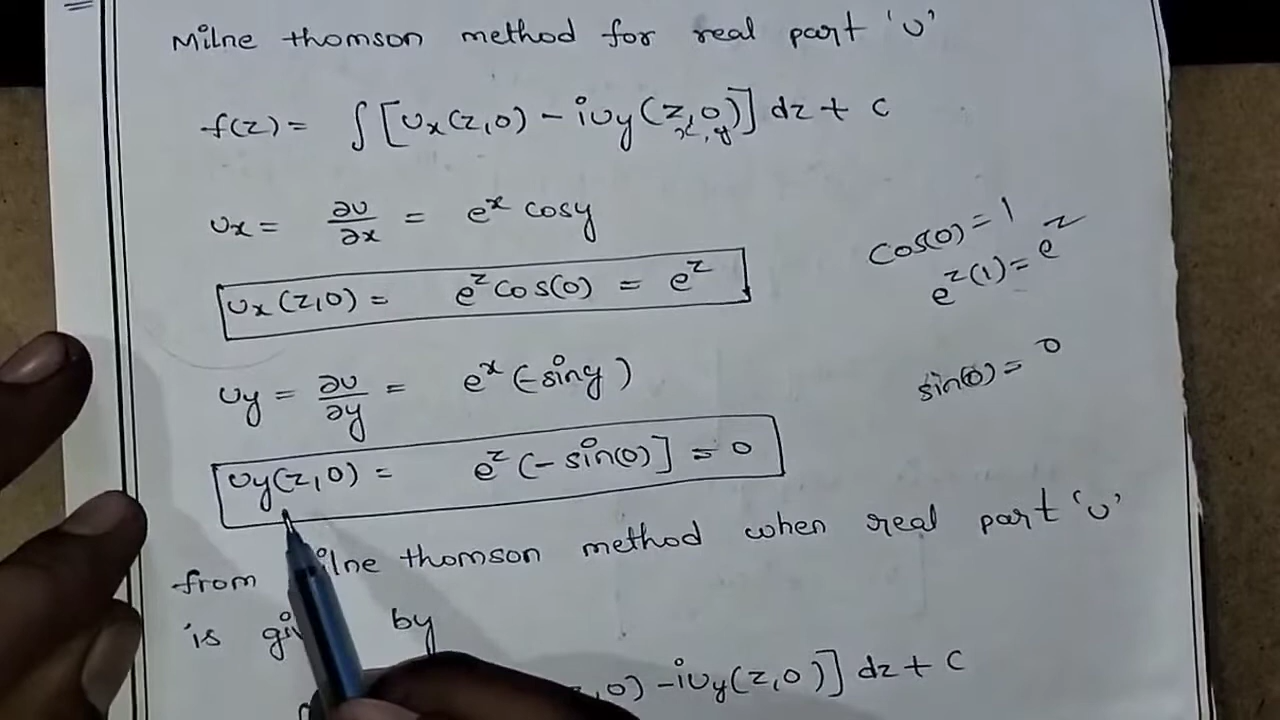 Milne thomson method for real part 'u'
f(z) = ∫ [ux(z,0) - iuy(z,0)] dz + c
x, y
ux = ∂u/∂x = e^x cosy
cos(0) = 1
e^z(1) = e^z
ux(z,0) = e^z cos(0) = e^z
uy = ∂u/∂y = e^x (-siny)
sin(0) = 0
uy(z,0) = e^z (-sin(0)] = 0
from thomson method when real part 'u'
is by
,0) - iuy(z,0)] dz + c